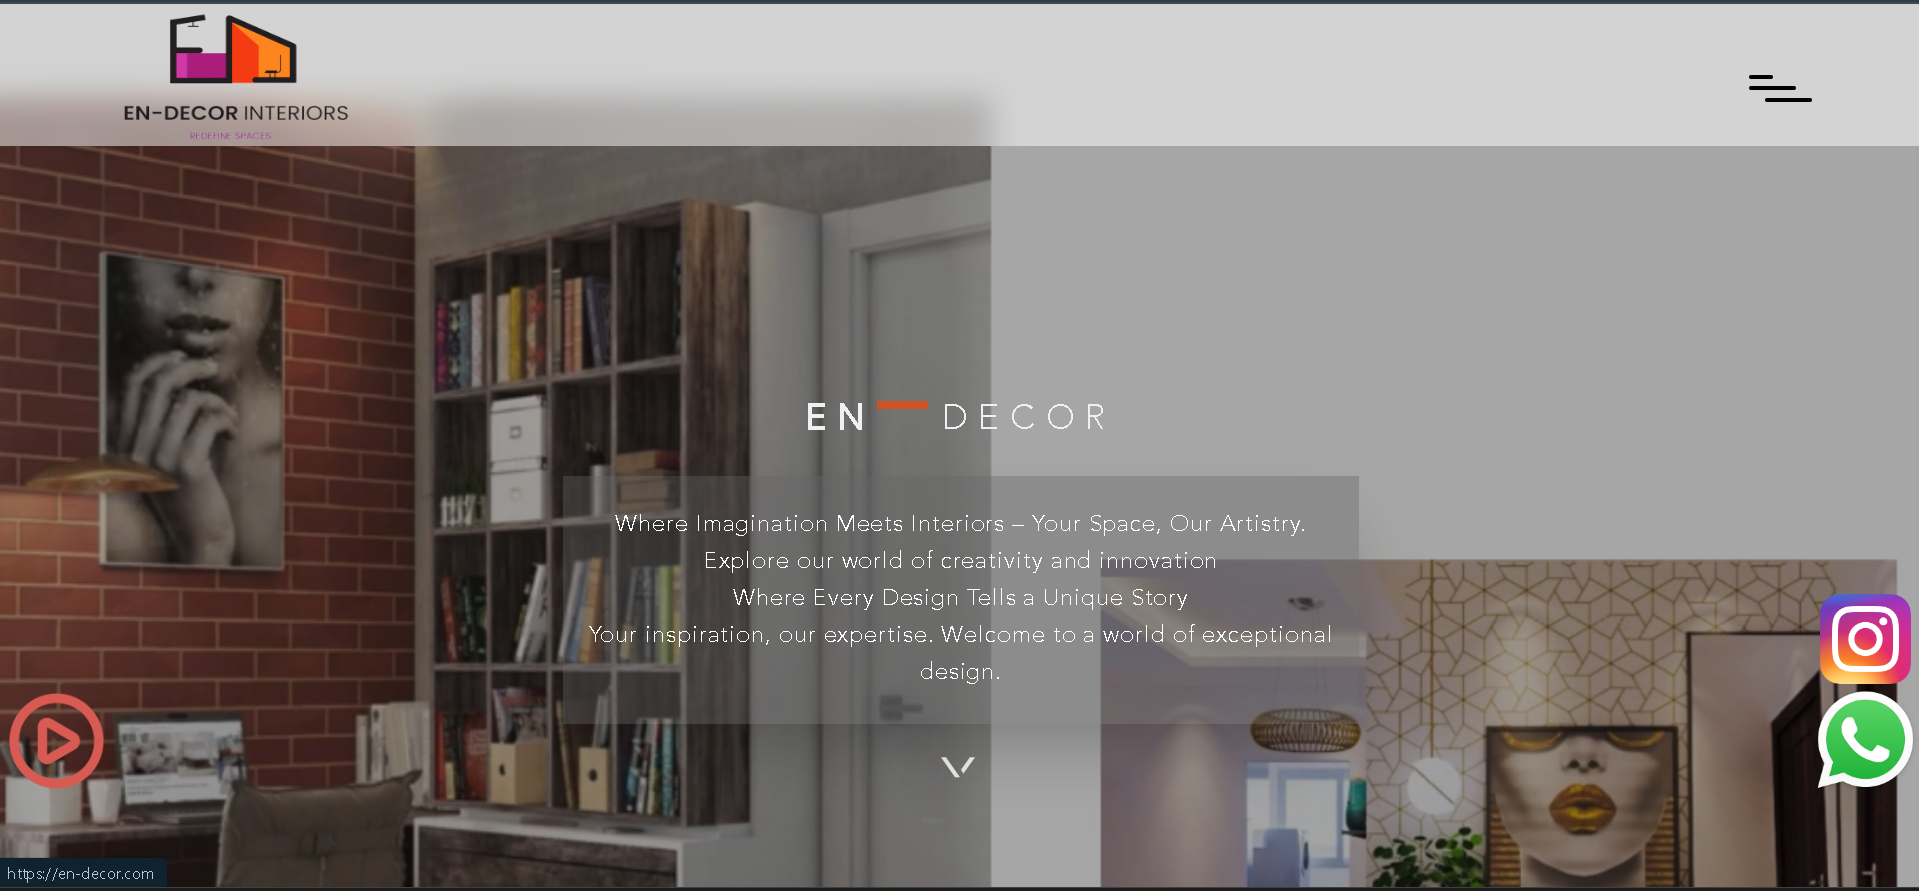 EN-DECOR INTERIORS
REDEFINE SPACES
EN DECOR
Where Imagination Meets Interiors – Your Space, Our Artistry.
Explore our world of creativity and innovation
Where Every Design Tells a Unique Story
Your inspiration, our expertise. Welcome to a world of exceptional
design.
https://en-decor.com